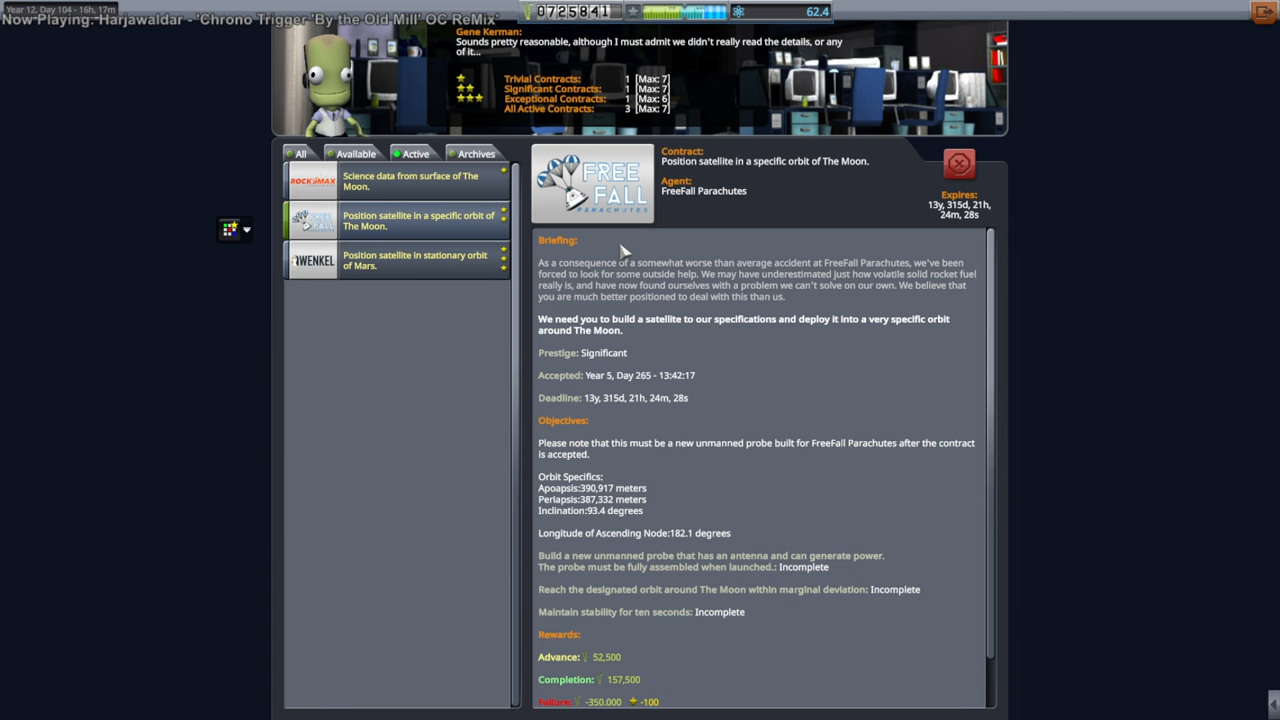 Year 12, Day 104 - 16h, 17m
Now Playing: Harjawaldar - 'Chrono Trigger 'By the Old Mill' OC ReMix'
0725841
62.4
Gene Kerman:
Sounds pretty reasonable, although I must admit we didn't really read the details, or any
of it...
Trivial Contracts: 1 [Max: 7]
Significant Contracts: 1 [Max: 7]
Exceptional Contracts: 1 [Max: 6]
All Active Contracts: 3 [Max: 7]
All
Available
Active
Archives
ROCKOMAX
Science data from surface of The
Moon.
FREE FALL
Position satellite in a specific orbit of
The Moon.
WENKEL
Position satellite in stationary orbit
of Mars.
FREE
FALL
PARACHUTES
Contract:
Position satellite in a specific orbit of The Moon.
Agent:
FreeFall Parachutes
Expires:
13y, 315d, 21h,
24m, 28s
Briefing:
As a consequence of a somewhat worse than average accident at FreeFall Parachutes, we've been
forced to look for some outside help. We may have underestimated just how volatile solid rocket fuel
really is, and have now found ourselves with a problem we can't solve on our own. We believe that
you are much better positioned to deal with this than us.
We need you to build a satellite to our specifications and deploy it into a very specific orbit
around The Moon.
Prestige: Significant
Accepted: Year 5, Day 265 - 13:42:17
Deadline: 13y, 315d, 21h, 24m, 28s
Objectives:
Please note that this must be a new unmanned probe built for FreeFall Parachutes after the contract
is accepted.
Orbit Specifics:
Apoapsis:390,917 meters
Periapsis:387,332 meters
Inclination:93.4 degrees
Longitude of Ascending Node:182.1 degrees
Build a new unmanned probe that has an antenna and can generate power.
The probe must be fully assembled when launched.: Incomplete
Reach the designated orbit around The Moon within marginal deviation: Incomplete
Maintain stability for ten seconds: Incomplete
Rewards:
Advance: 52,500
Completion: 157,500
Failure: -350,000 -100